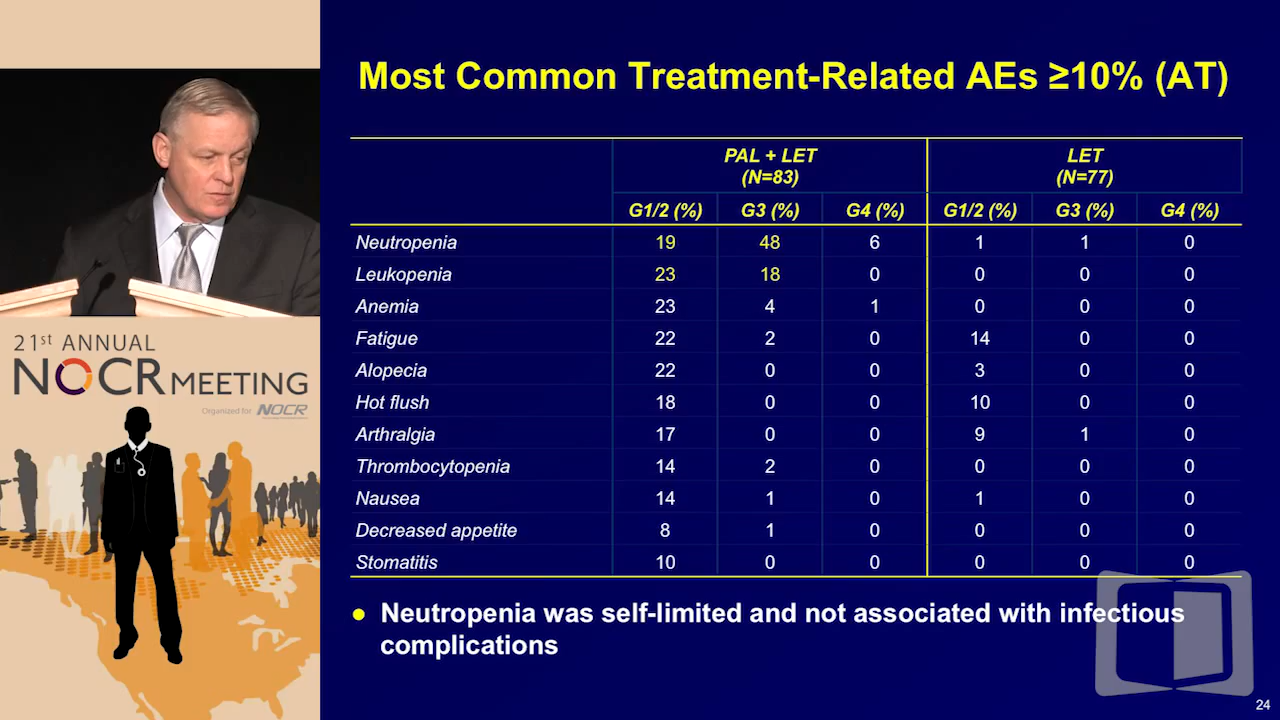 Most Common Treatment-Related AEs ≥10% (AT)
PAL + LET
(N=83)
LET
(N=77)
G1/2 (%) G3 (%) G4 (%) G1/2 (%) G3 (%) G4 (%)
Neutropenia 19 48 6 1 1 0
Leukopenia 23 18 0 0 0 0
Anemia 23 4 1 0 0 0
Fatigue 22 2 0 14 0 0
Alopecia 22 0 0 3 0 0
Hot flush 18 0 0 10 0 0
Arthralgia 17 0 0 9 1 0
Thrombocytopenia 14 2 0 0 0 0
Nausea 14 1 0 1 0 0
Decreased appetite 8 1 0 0 0 0
Stomatitis 10 0 0 0 0 0
● Neutropenia was self-limited and not associated with infectious
complications
24
21st ANNUAL
NOCR MEETING
Organized for NOCR